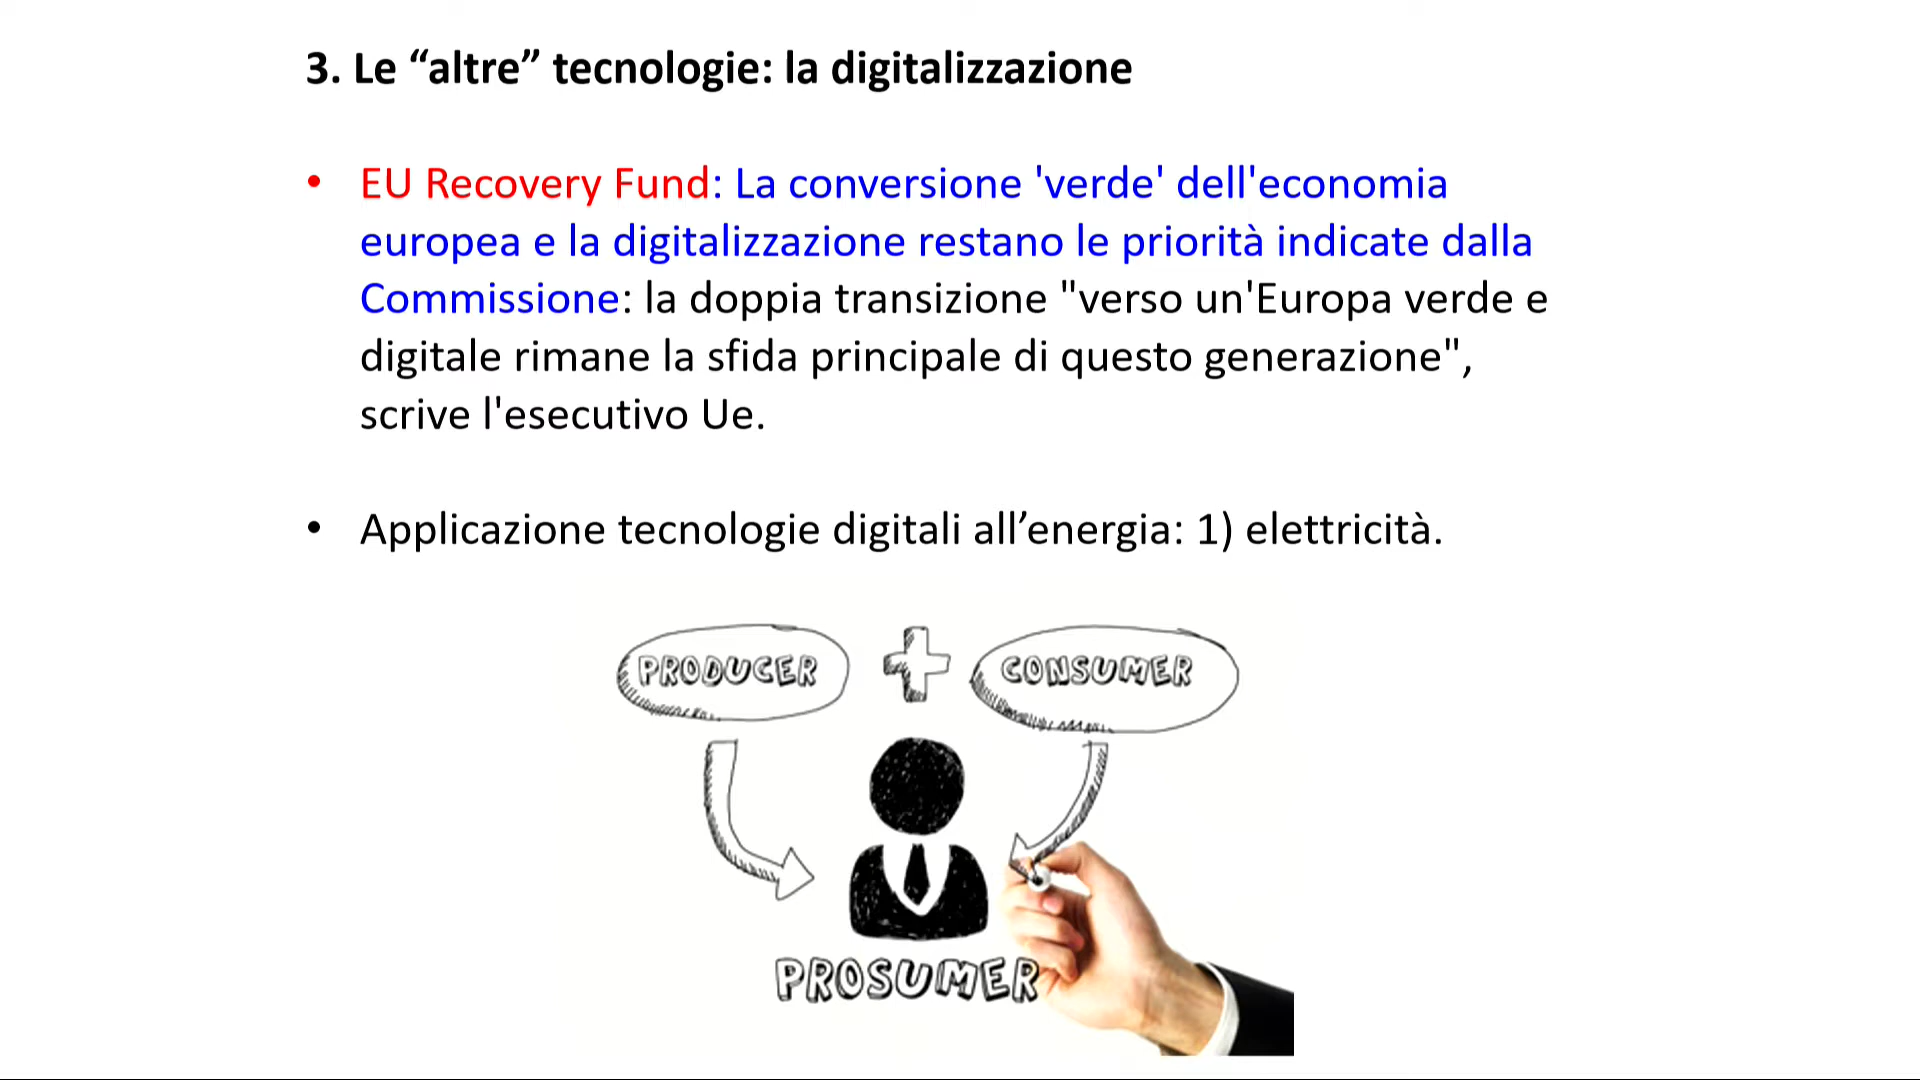 3. Le “altre” tecnologie: la digitalizzazione
• EU Recovery Fund: La conversione 'verde' dell'economia
europea e la digitalizzazione restano le priorità indicate dalla
Commissione: la doppia transizione "verso un'Europa verde e
digitale rimane la sfida principale di questo generazione",
scrive l'esecutivo Ue.
• Applicazione tecnologie digitali all’energia: 1) elettricità.
PRODUCER + CONSUMER
PROSUMER